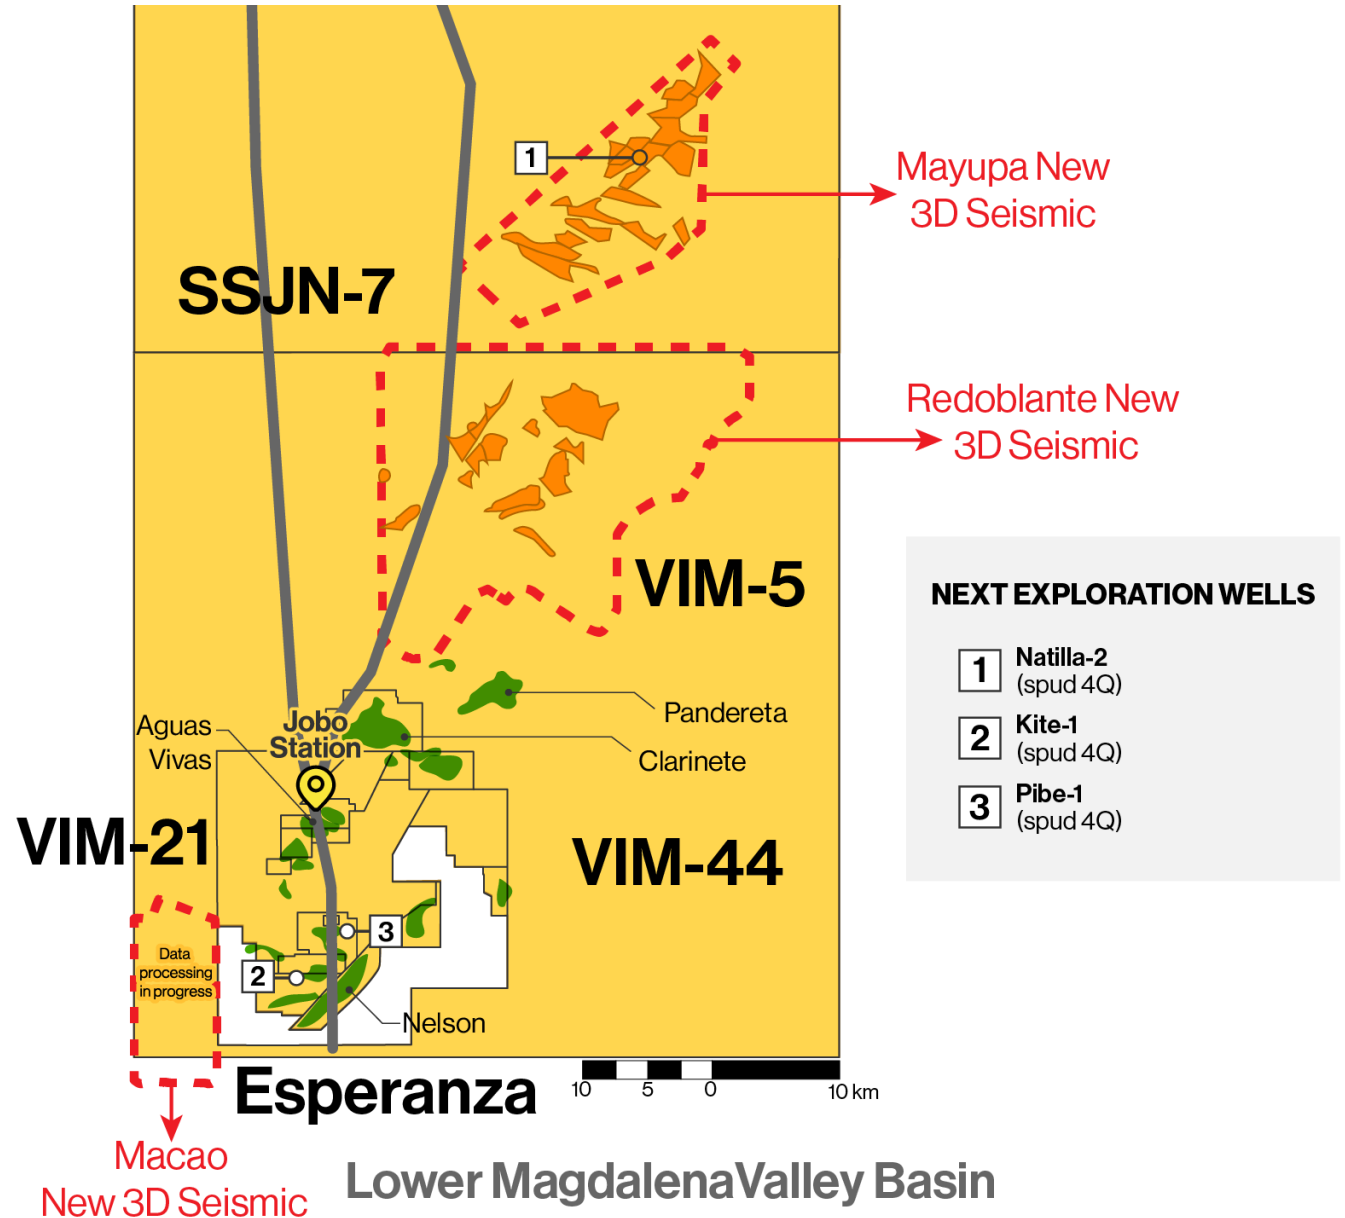 1
Mayupa New
3D Seismic
SSJN-7
Redoblante New
3D Seismic
VIM-5
NEXT EXPLORATION WELLS
1
Natilla-2
(spud 4Q)
2
Kite-1
(spud 4Q)
3
Pibe-1
(spud 4Q)
Pandereta
Clarinete
Aguas
Vivas
Jobo
Station
VIM-21
VIM-44
3
Data
processing
in progress
2
Nelson
10 5 0 10 km
Esperanza
Macao
New 3D Seismic
Lower MagdalenaValley Basin